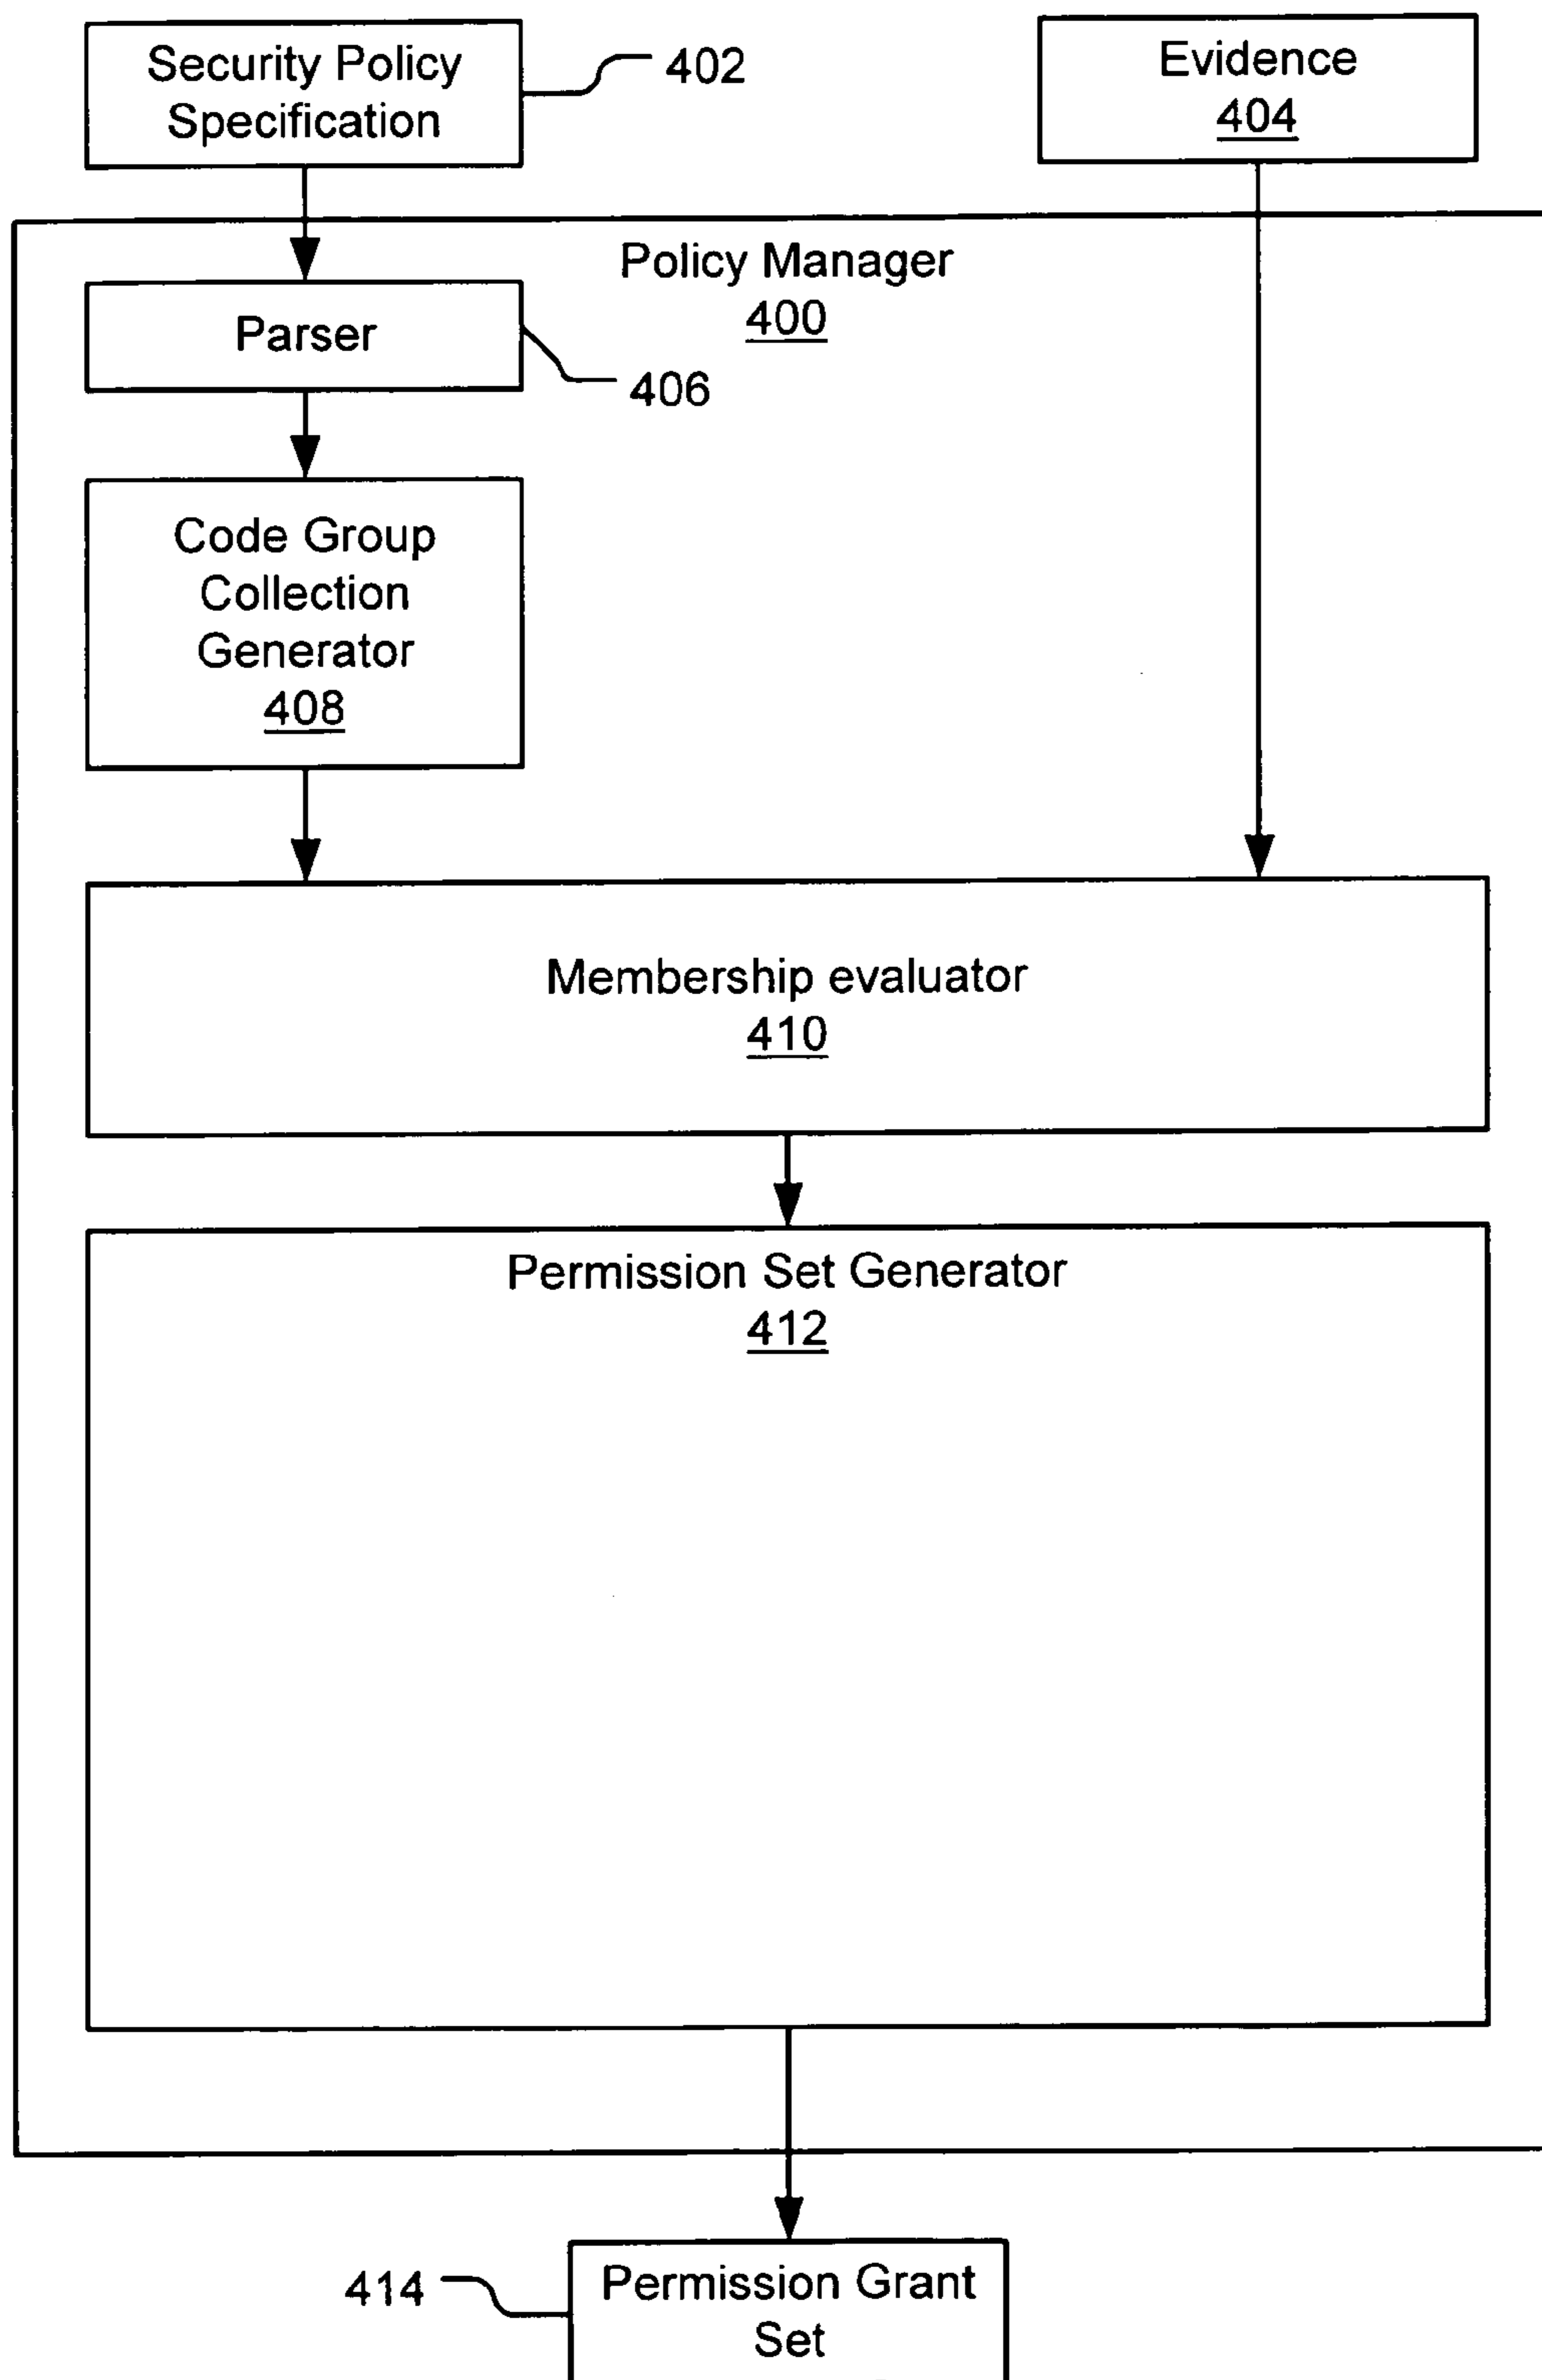 Security Policy
Specification
402
Evidence
404
Policy Manager
400
Parser
406
Code Group
Collection
Generator
408
Membership evaluator
410
Permission Set Generator
412
414
Permission Grant
Set